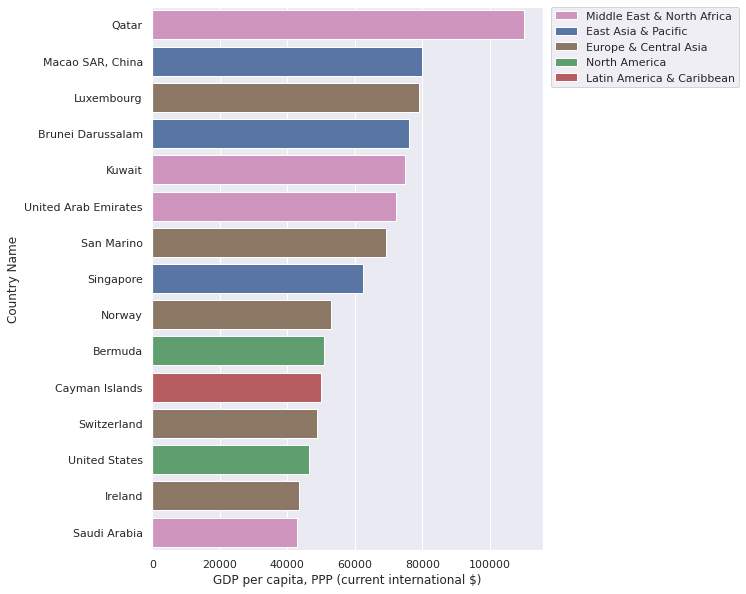 Qatar
Macao SAR, China
Luxembourg
Brunei Darussalam
Kuwait
United Arab Emirates
San Marino
Singapore
Norway
Bermuda
Cayman Islands
Switzerland
United States
Ireland
Saudi Arabia
Country Name
0 20000 40000 60000 80000 100000
GDP per capita, PPP (current international $)
Middle East & North Africa
East Asia & Pacific
Europe & Central Asia
North America
Latin America & Caribbean